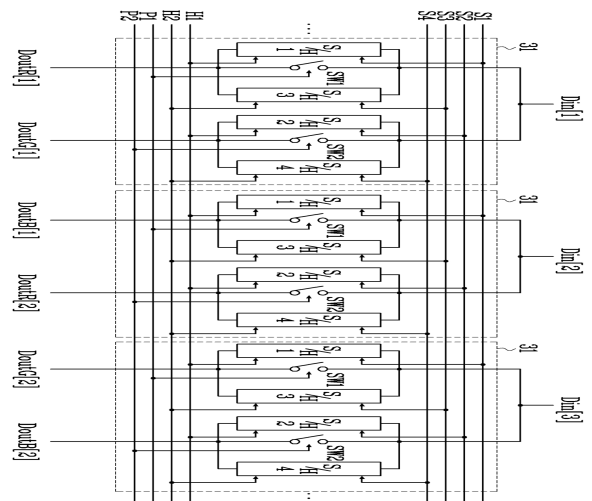 P2 P1 H2 H1 ... S4 S3 S2 S1
31
DoutR[1] S/H 1 SW1 S/H 3 Din[1]
DoutG[1] S/H 2 SW2 S/H 4
31
DoutB[1] S/H 1 SW1 S/H 3 Din[2]
DoutR[2] S/H 2 SW2 S/H 4
31
DoutG[2] S/H 1 SW1 S/H 3 Din[3]
DoutB[2] S/H 2 SW2 S/H 4
...